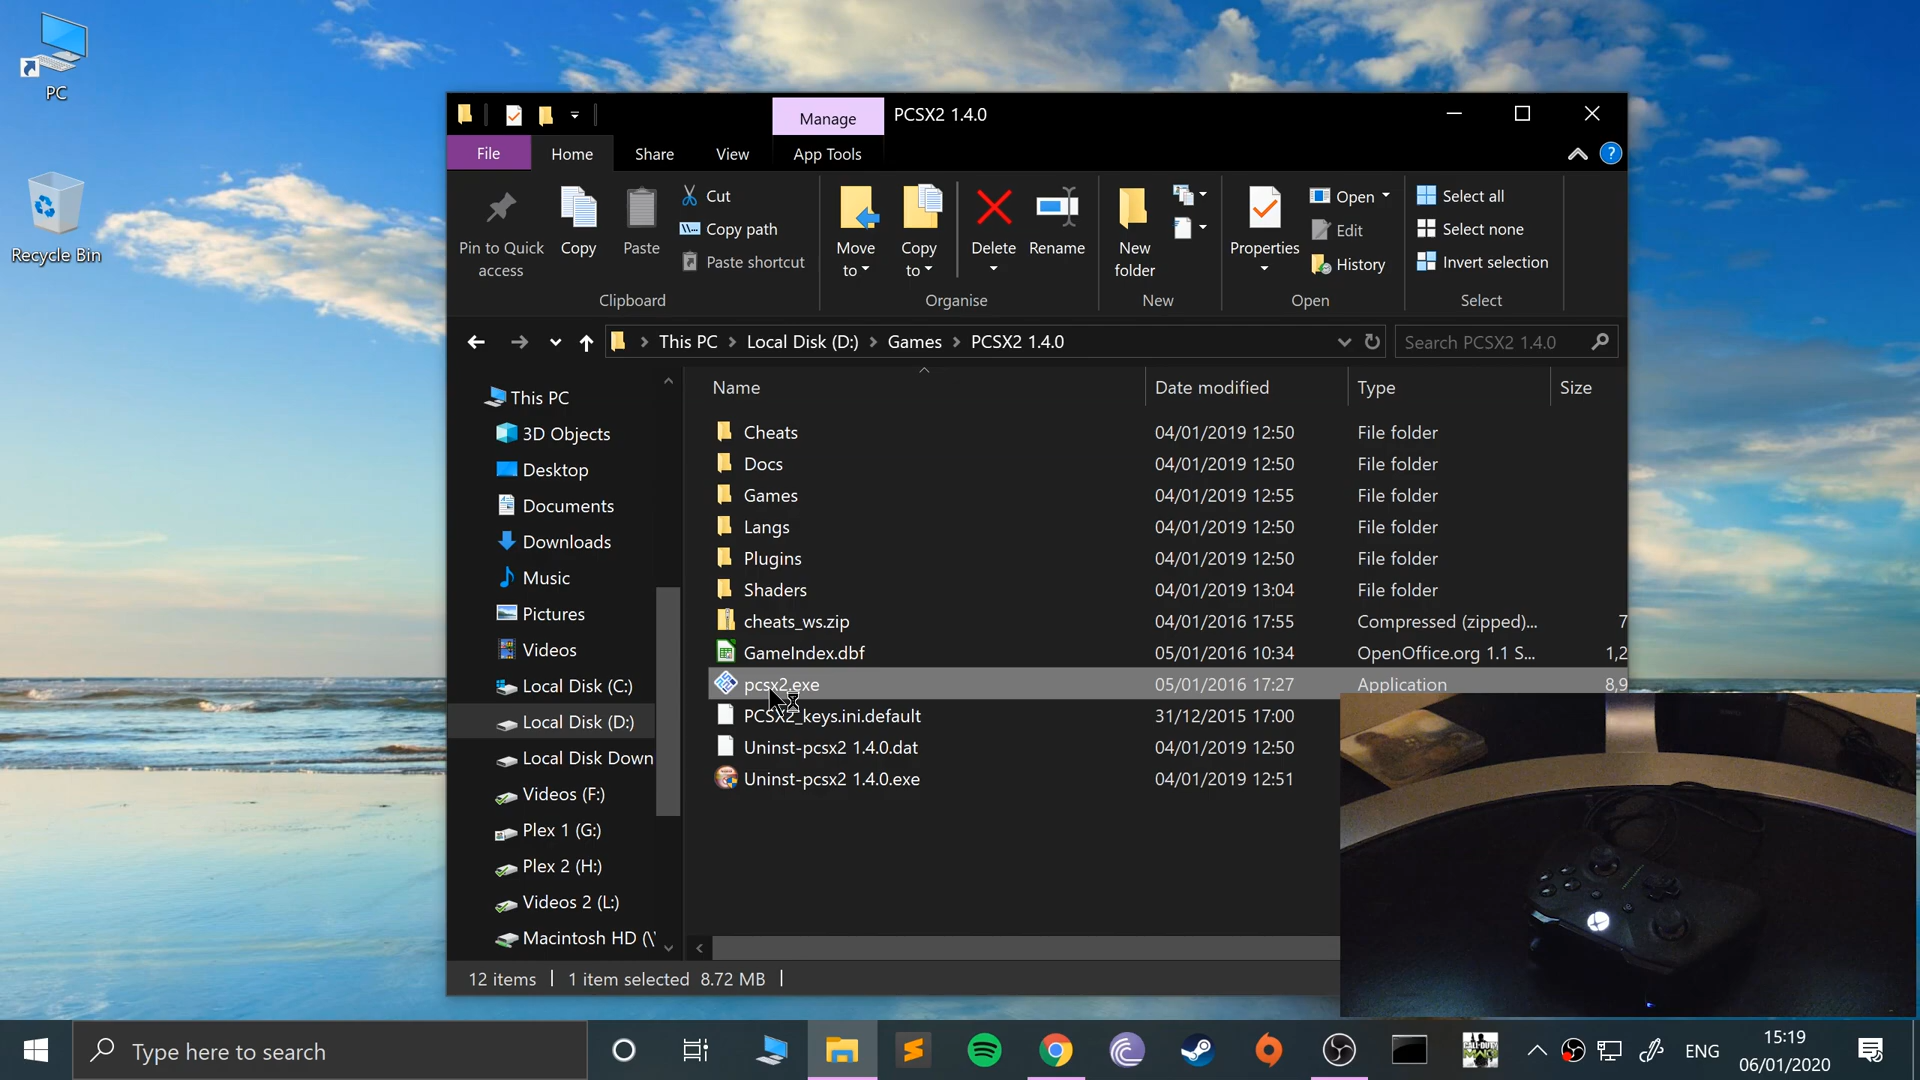 PC
Recycle Bin
Manage
PCSX2 1.4.0
File
Home
Share
View
App Tools
Pin to Quick access
Copy
Paste
Cut
Copy path
Paste shortcut
Clipboard
Move to
Copy to
Delete
Rename
Organise
New folder
New
Properties
Open
Edit
History
Open
Select all
Select none
Invert selection
Select
This PC
Local Disk (D:)
Games
PCSX2 1.4.0
Search PCSX2 1.4.0
This PC
3D Objects
Desktop
Documents
Downloads
Music
Pictures
Videos
Local Disk (C:)
Local Disk (D:)
Local Disk Down
Videos (F:)
Plex 1 (G:)
Plex 2 (H:)
Videos 2 (L:)
Macintosh HD (\
Name Date modified Type Size
Cheats 04/01/2019 12:50 File folder
Docs 04/01/2019 12:50 File folder
Games 04/01/2019 12:55 File folder
Langs 04/01/2019 12:50 File folder
Plugins 04/01/2019 12:50 File folder
Shaders 04/01/2019 13:04 File folder
cheats_ws.zip 04/01/2016 17:55 Compressed (zipped)... 7
GameIndex.dbf 05/01/2016 10:34 OpenOffice.org 1.1 S... 1,2
pcsx2.exe 05/01/2016 17:27 Application 8,9
PCSX2_keys.ini.default 31/12/2015 17:00
Uninst-pcsx2 1.4.0.dat 04/01/2019 12:50
Uninst-pcsx2 1.4.0.exe 04/01/2019 12:51
12 items
1 item selected 8.72 MB
Type here to search
ENG
15:19
06/01/2020